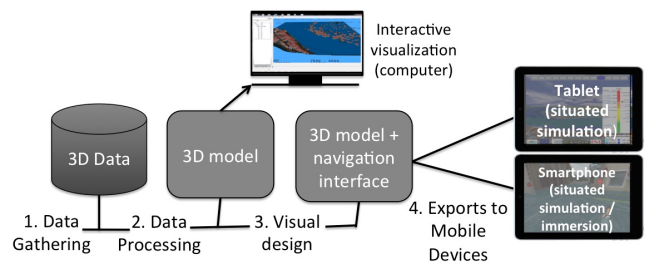 Interactive
visualization
(computer)
3D Data
3D model
3D model +
navigation
interface
Tablet
(situated
simulation)
Smartphone
(situated
simulation /
immersion)
1. Data
Gathering
2. Data
Processing
3. Visual
design
4. Exports to
Mobile
Devices